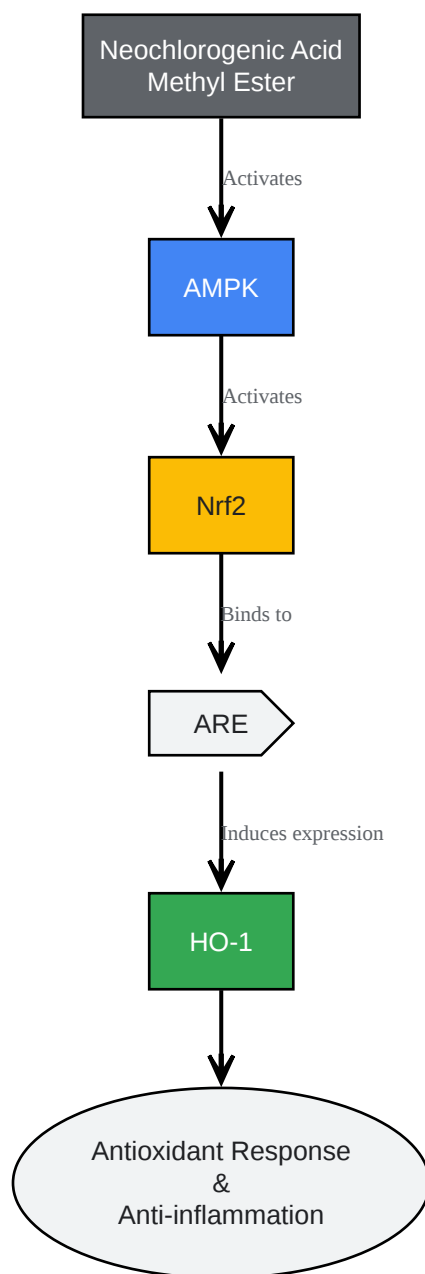 Neochlorogenic Acid
Methyl Ester
Activates
AMPK
Activates
Nrf2
Binds to
ARE
Induces expression
HO-1
Antioxidant Response
&
Anti-inflammation